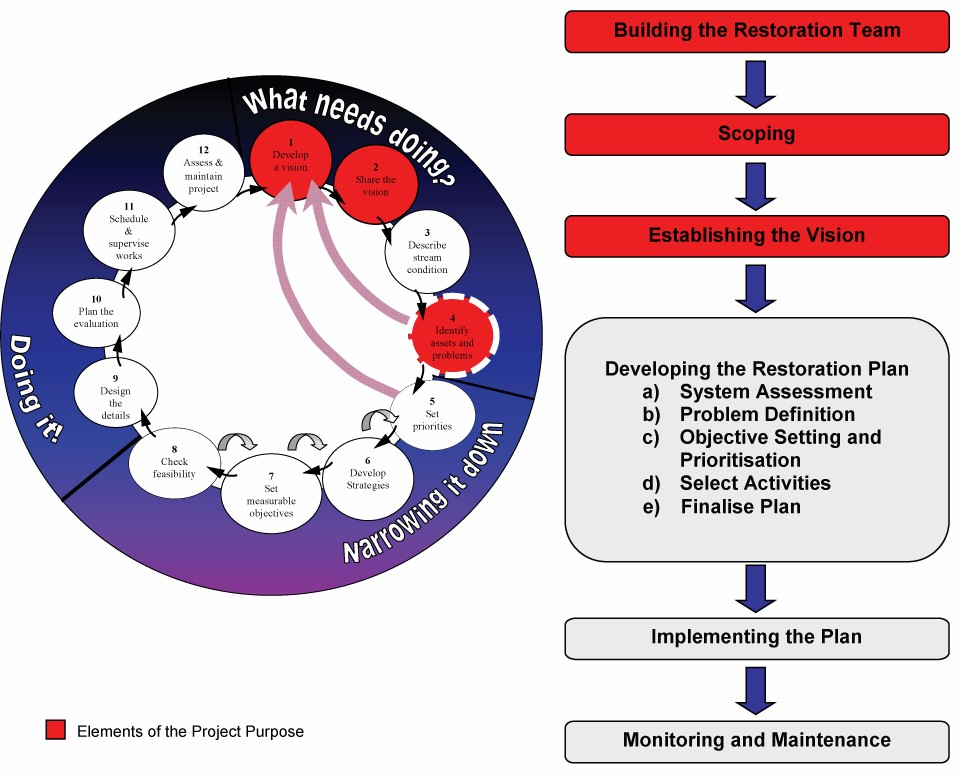 What needs doing?
1
Develop
a vision
2
Share the
vision
3
Describe
stream
condition
4
Identify
assets and
problems
5
Set
priorities
Narrowing it down
6
Develop
Strategies
7
Set
measurable
objectives
8
Check
feasibility
Doing it!
9
Design
the
details
10
Plan the
evaluation
11
Schedule
&
supervise
works
12
Assess &
maintain
project
Elements of the Project Purpose
Building the Restoration Team
Scoping
Establishing the Vision
Developing the Restoration Plan
a) System Assessment
b) Problem Definition
c) Objective Setting and
Prioritisation
d) Select Activities
e) Finalise Plan
Implementing the Plan
Monitoring and Maintenance